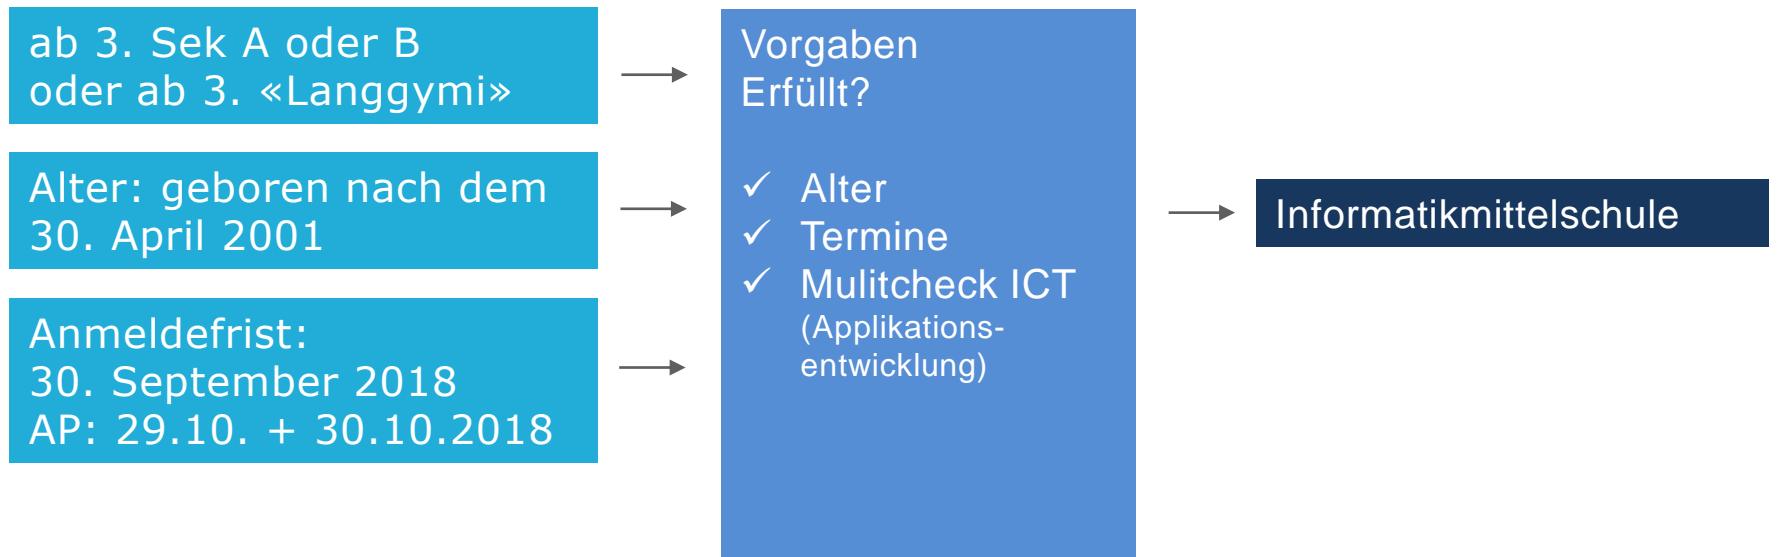 ab 3. Sek A oder B
oder ab 3. «Langgymi»
Alter: geboren nach dem
30. April 2001
Anmeldefrist:
30. September 2018
AP: 29.10. + 30.10.2018
Vorgaben
Erfüllt?
✓ Alter
✓ Termine
✓ Mulitcheck ICT
(Applikations-
entwicklung)
Informatikmittelschule